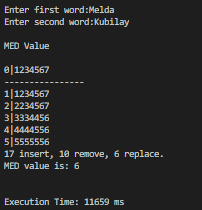 Enter first word:Melda
Enter second word:Kubilay
MED Value
0|1234567
----------------
1|1234567
2|2234567
3|3334456
4|4444556
5|5555556
17 insert, 10 remove, 6 replace.
MED value is: 6
Execution Time: 11659 ms